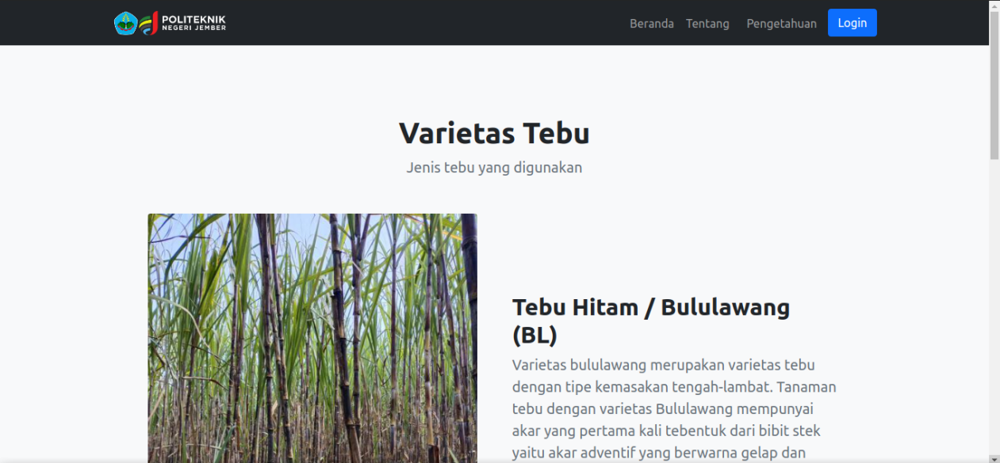 POLITEKNIK
NEGERI JEMBER
Beranda Tentang Pengetahuan Login
Varietas Tebu
Jenis tebu yang digunakan
Tebu Hitam / Bululawang
(BL)
Varietas bululawang merupakan varietas tebu
dengan tipe kemasakan tengah-lambat. Tanaman
tebu dengan varietas Bululawang mempunyai
akar yang pertama kali tebentuk dari bibit stek
yaitu akar adventif yang berwarna gelap dan